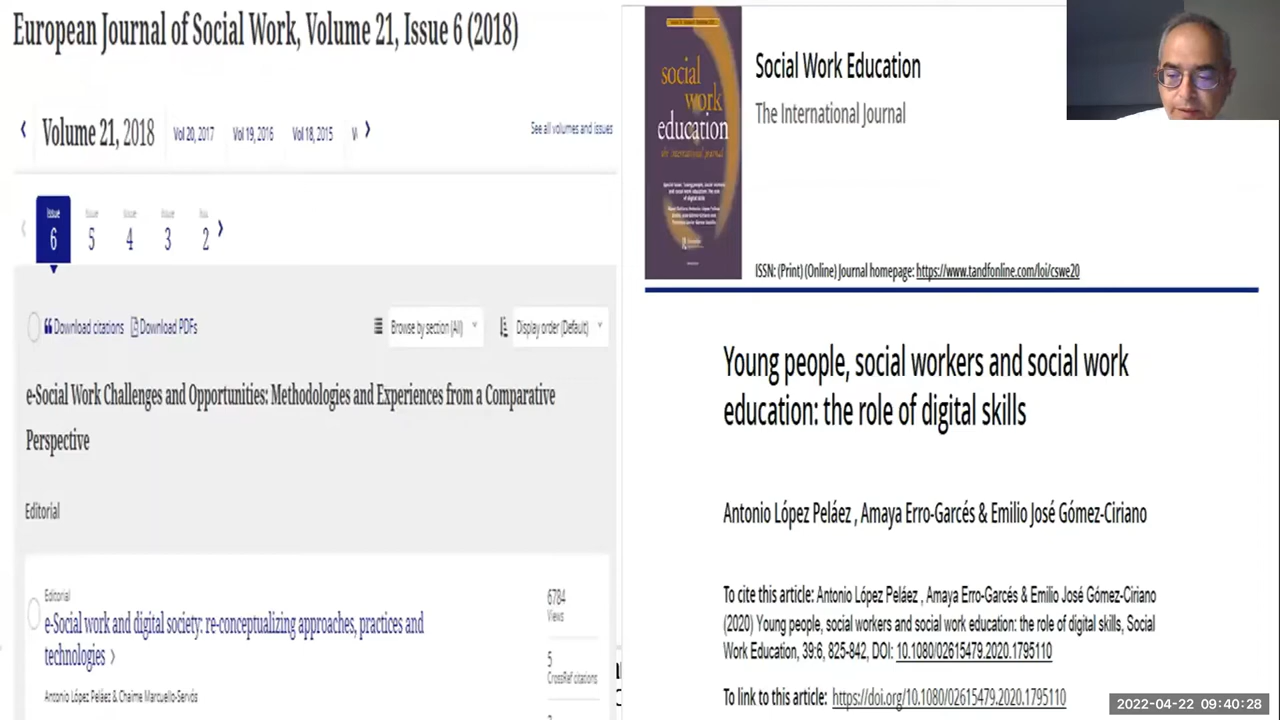 European Journal of Social Work, Volume 21, Issue 6 (2018)
Volume 21, 2018
Vol 20, 2017
Vol 19, 2016
Vol 18, 2015
See all volumes and issues
Issue
6
Issue
5
Issue
4
Issue
3
2
Download citations
Download PDFs
Browse by section (All)
Display order (Default)
e-Social Work Challenges and Opportunities: Methodologies and Experiences from a Comparative
Perspective
Editorial
Editorial
e-Social work and digital society: re-conceptualizing approaches, practices and
technologies
Antonio López Peláez & Chaime Marcuello-Servós
6784
Views
5
CrossRef citations
social
work
education
the international journal
Social Work Education
The International Journal
ISSN: (Print) (Online) Journal homepage: https://www.tandfonline.com/loi/cswe20
Young people, social workers and social work
education: the role of digital skills
Antonio López Peláez , Amaya Erro-Garcés & Emilio José Gómez-Ciriano
To cite this article: Antonio López Peláez , Amaya Erro-Garcés & Emilio José Gómez-Ciriano
(2020) Young people, social workers and social work education: the role of digital skills, Social
Work Education, 39:6, 825-842, DOI: 10.1080/02615479.2020.1795110
To link to this article: https://doi.org/10.1080/02615479.2020.1795110
2022-04-22 09:40:28